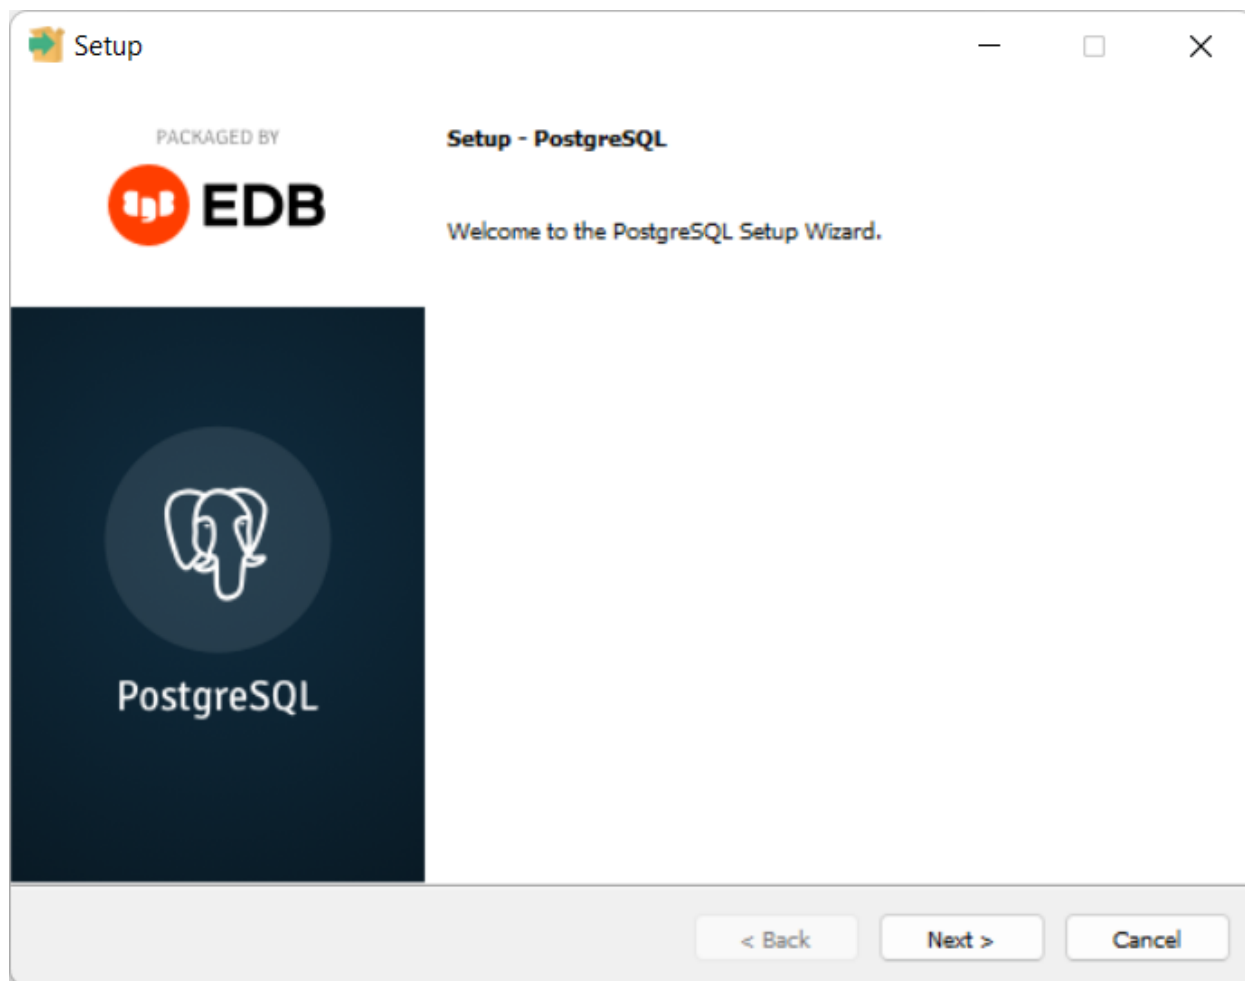 Setup
PACKAGED BY
EDB
Setup - PostgreSQL
Welcome to the PostgreSQL Setup Wizard.
PostgreSQL
< Back
Next >
Cancel